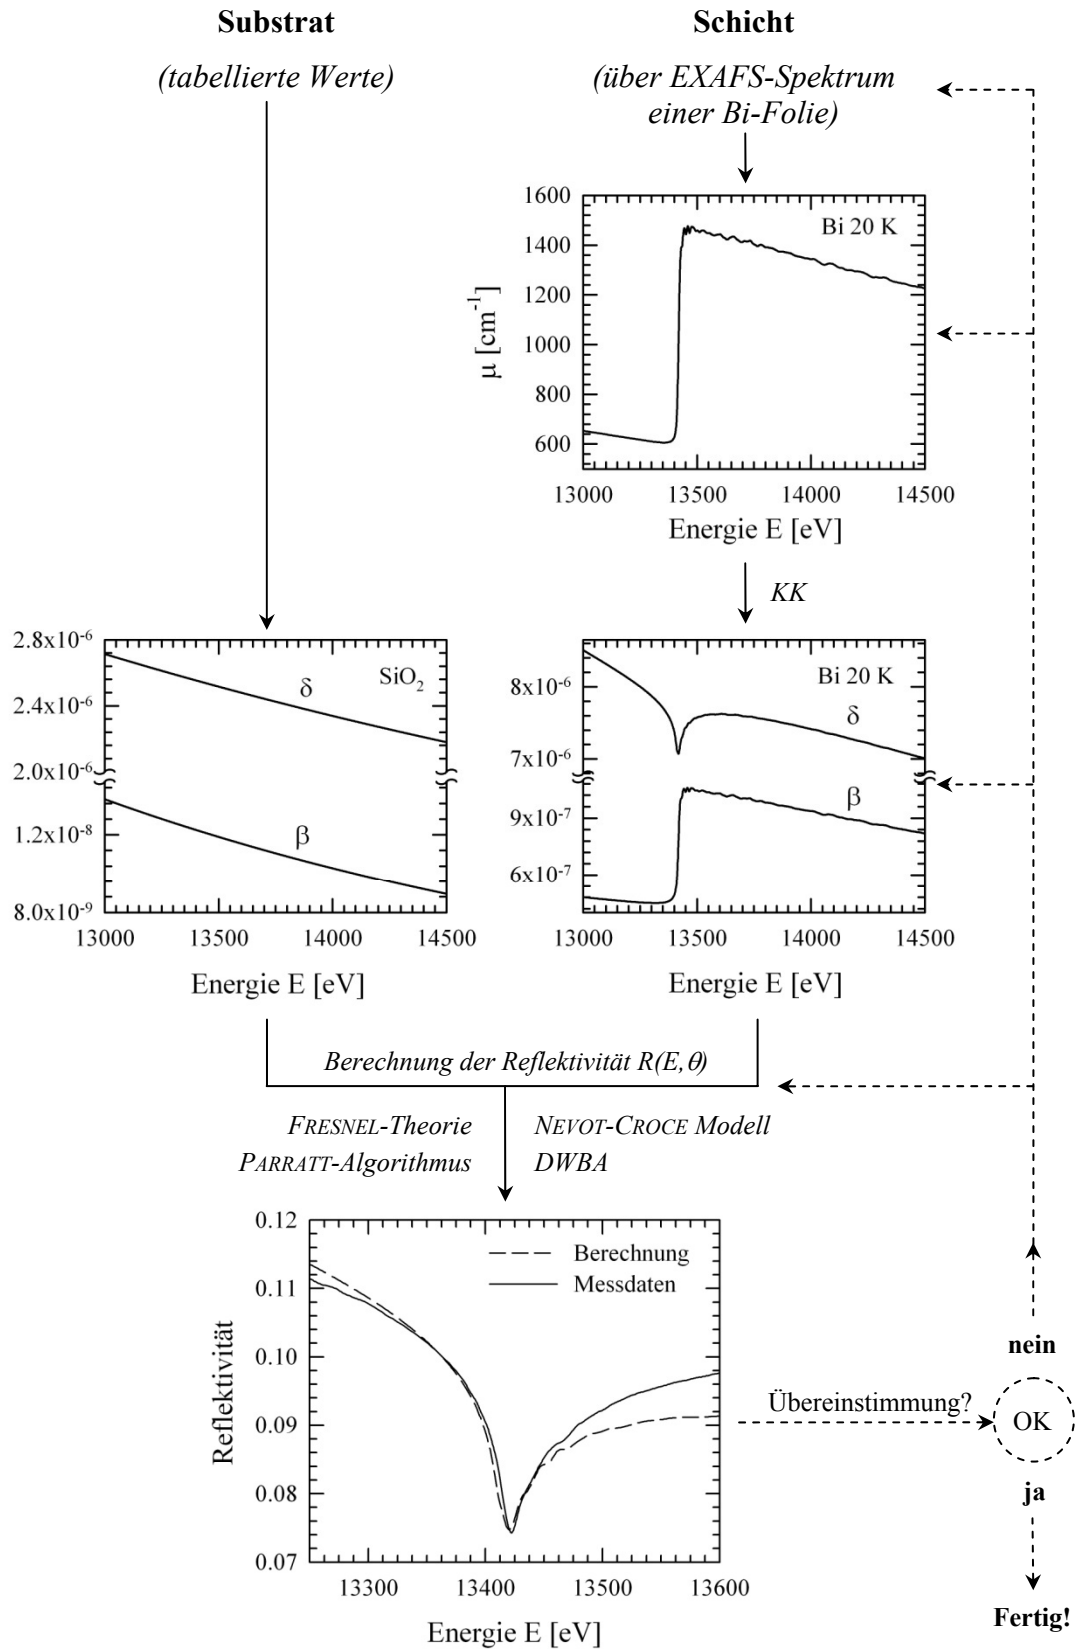 Substrat
Schicht
(tabellierte Werte)
(über EXAFS-Spektrum
einer Bi-Folie)
1600
1400
1200
1000
800
600
Bi 20 K
µ [cm⁻¹]
13000 13500 14000 14500
Energie E [eV]
KK
2.8x10⁻⁶
2.4x10⁻⁶
2.0x10⁻⁶
1.2x10⁻⁸
8.0x10⁻⁹
SiO₂
δ
β
13000 13500 14000 14500
Energie E [eV]
8x10⁻⁶
7x10⁻⁶
9x10⁻⁷
6x10⁻⁷
Bi 20 K
δ
β
13000 13500 14000 14500
Energie E [eV]
Berechnung der Reflektivität R(E,θ)
FRESNEL-Theorie
PARRATT-Algorithmus
NEVOT-CROCE Modell
DWBA
0.12
0.11
0.10
0.09
0.08
0.07
Reflektivität
Berechnung
Messdaten
13300 13400 13500 13600
Energie E [eV]
Übereinstimmung?
nein
OK
ja
Fertig!